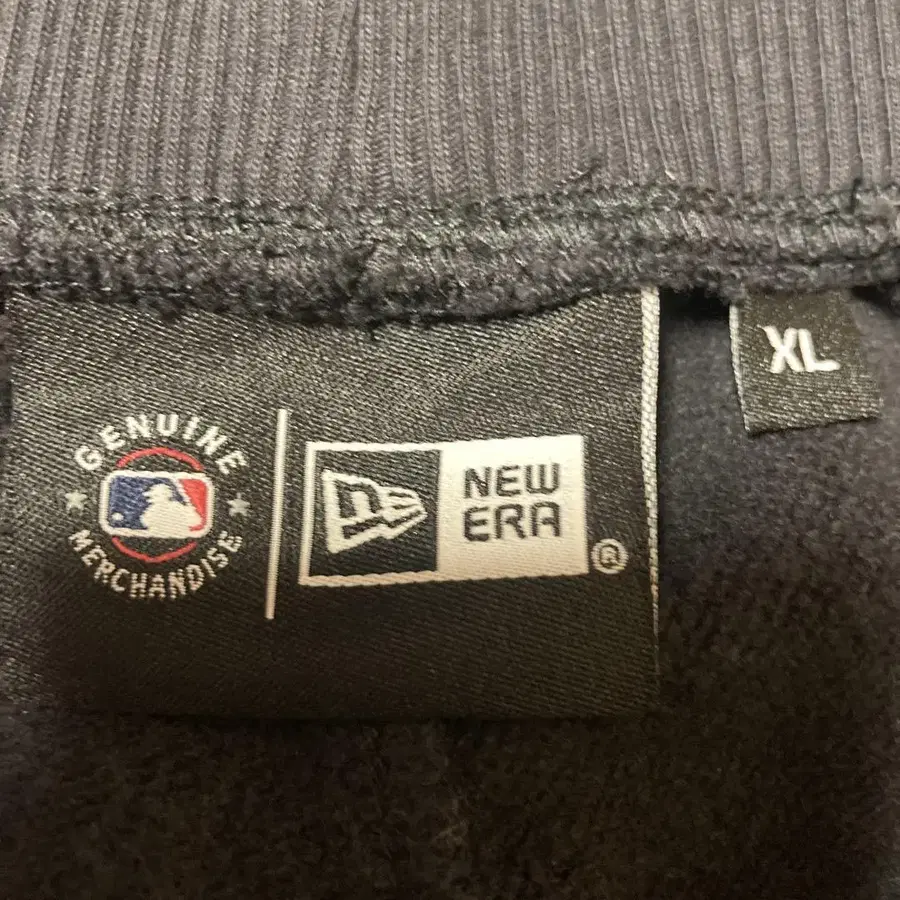 GENUINE
MERCHANDISE
NEW
ERA
®
XL